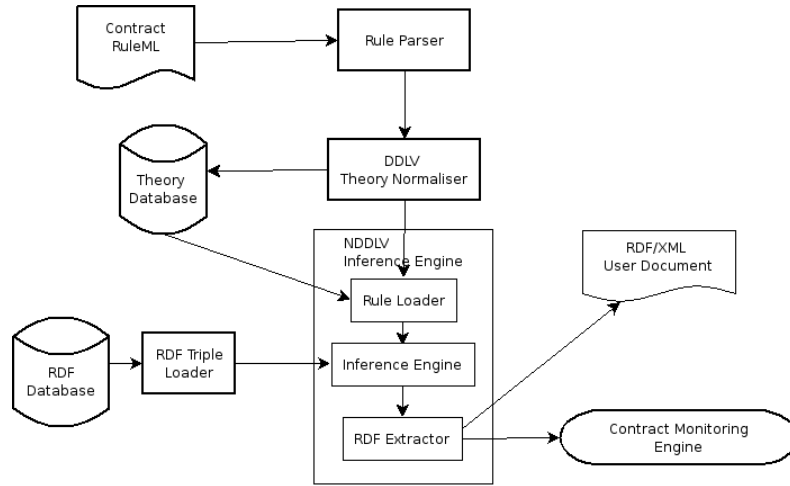 Contract
RuleML
Rule Parser
Theory
Database
DDLV
Theory Normaliser
NDDLV
Inference Engine
RDF/XML
User Document
Rule Loader
RDF
Database
RDF Triple
Loader
Inference Engine
RDF Extractor
Contract Monitoring
Engine